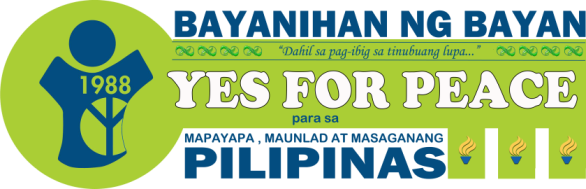 1988
BAYANIHAN NG BAYAN
"Dahil sa pag-ibig sa tinubuang lupa..."
YES FOR PEACE
para sa
MAPAYAPA , MAUNLAD AT MASAGANANG
PILIPINAS